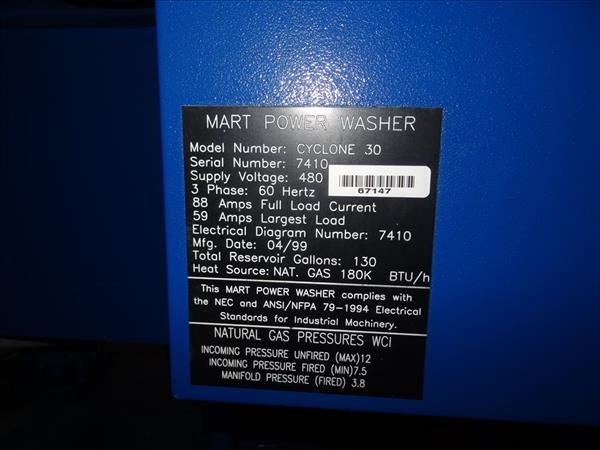 MART POWER WASHER
Model Number: CYCLONE 30
Serial Number: 7410
Supply Voltage: 480
67147
3 Phase: 60 Hertz
88 Amps Full Load Current
59 Amps Largest Load
Electrical Diagram Number: 7410
Mfg. Date: 04/99
Total Reservoir Gallons: 130
Heat Source: NAT. GAS 180K BTU/h
This MART POWER WASHER complies with
the NEC and ANSI/NFPA 79-1994 Electrical
Standards for Industrial Machinery.
NATURAL GAS PRESSURES WCI
INCOMING PRESSURE UNFIRED (MAX)12
INCOMING PRESSURE FIRED (MIN)7.5
MANIFOLD PRESSURE (FIRED) 3.8